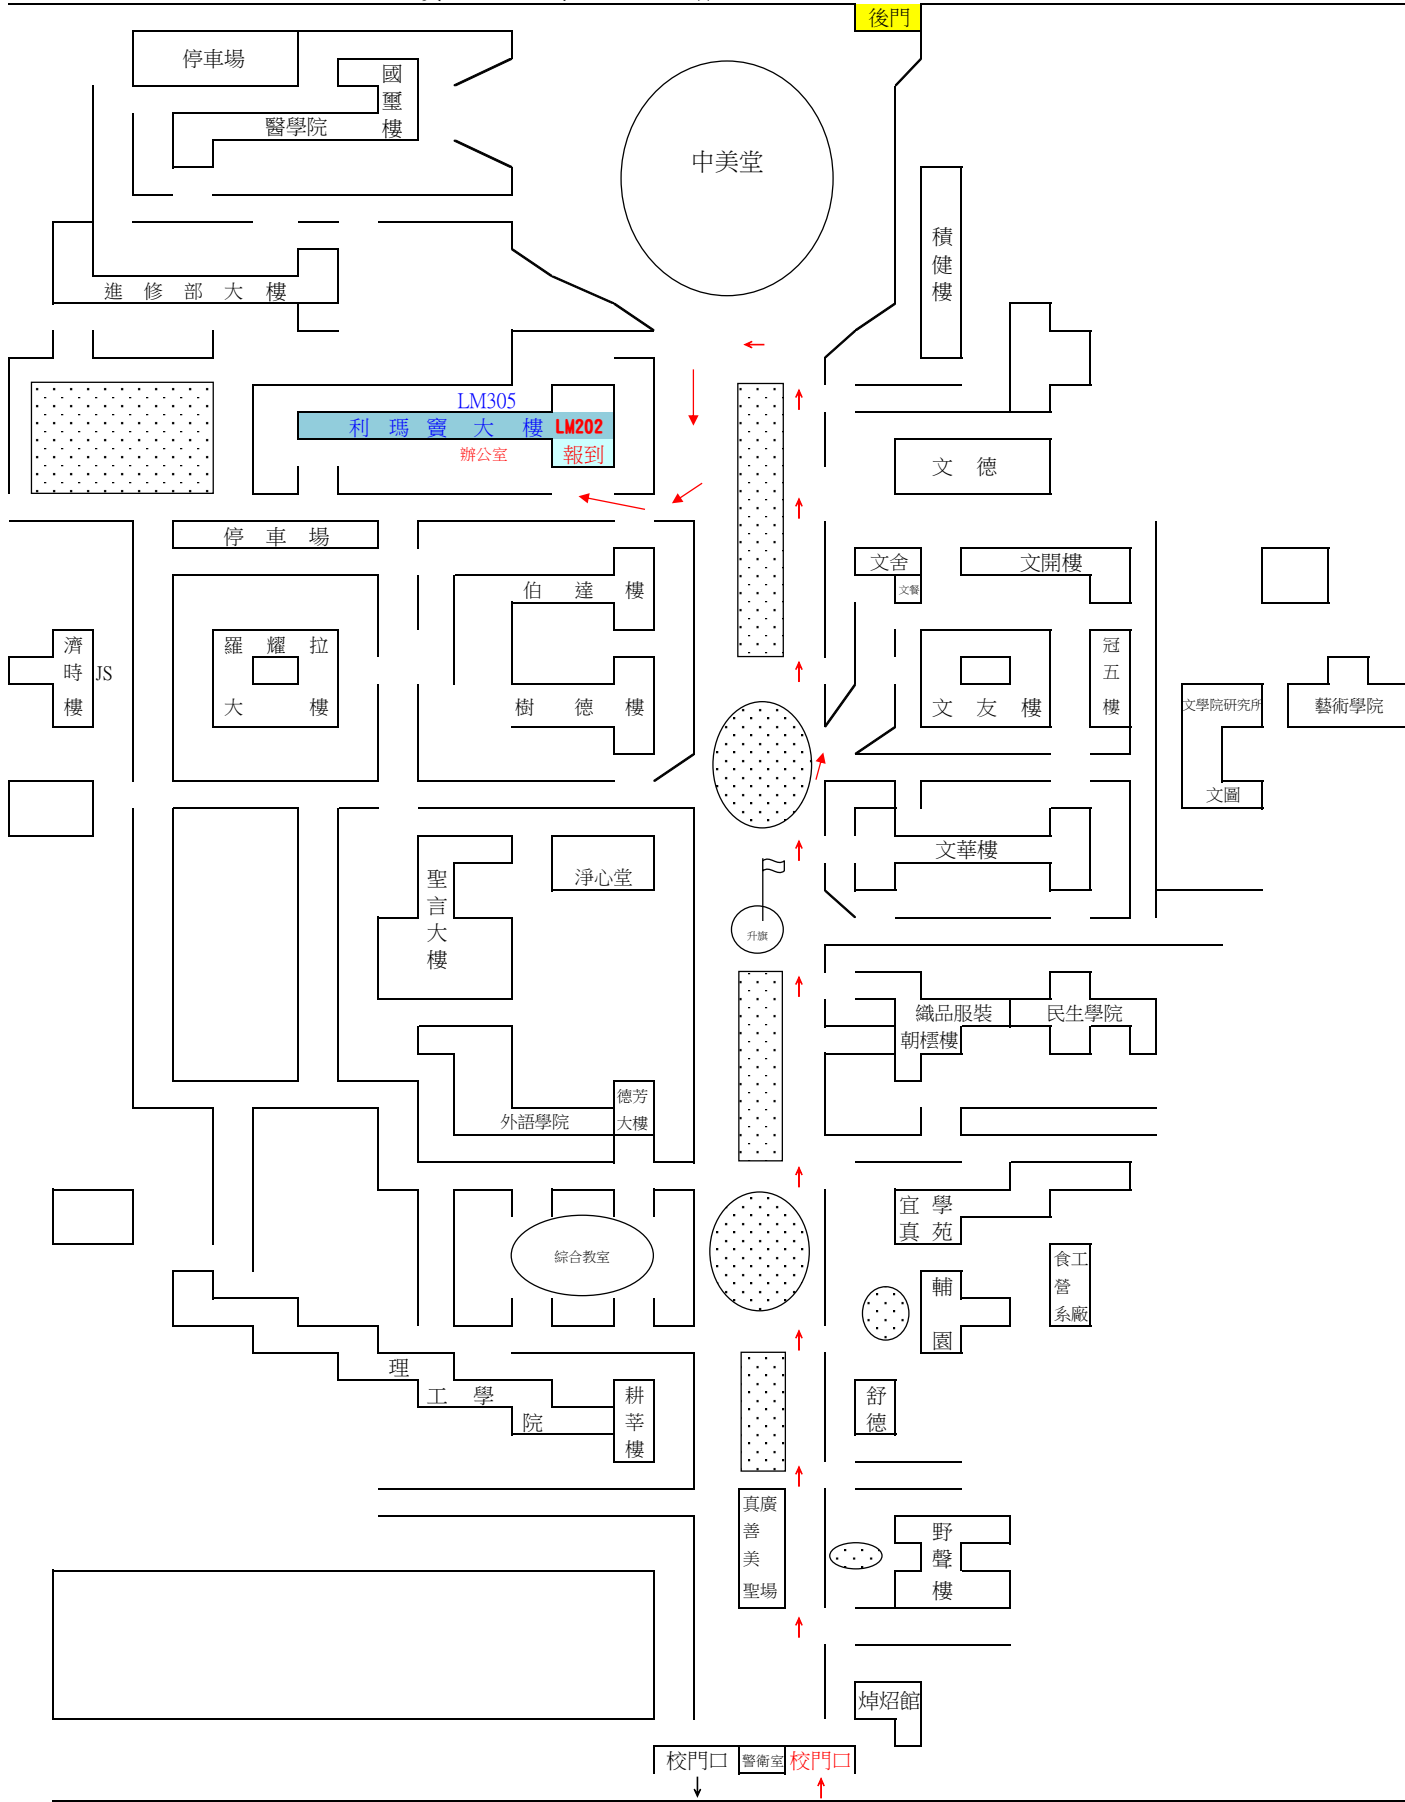 後門
停車場
國璽樓
醫學院
中美堂
積健樓
進修部大樓
LM305
利瑪竇大樓
LM202
辦公室
報到
文德
停車場
文舍
文開樓
伯達樓
文餐
濟時樓
JS
羅耀拉
大樓
冠五樓
樹德樓
文友樓
文學院研究所
藝術學院
文圖
文華樓
聖言大樓
淨心堂
升旗
織品服裝
民生學院
朝橒樓
德芳
大樓
外語學院
宜學
真苑
綜合教室
食工
營
系廠
輔園
理工學院
耕莘樓
舒德
真廣
善
美
聖場
野聲樓
焯炤館
校門口
警衛室
校門口